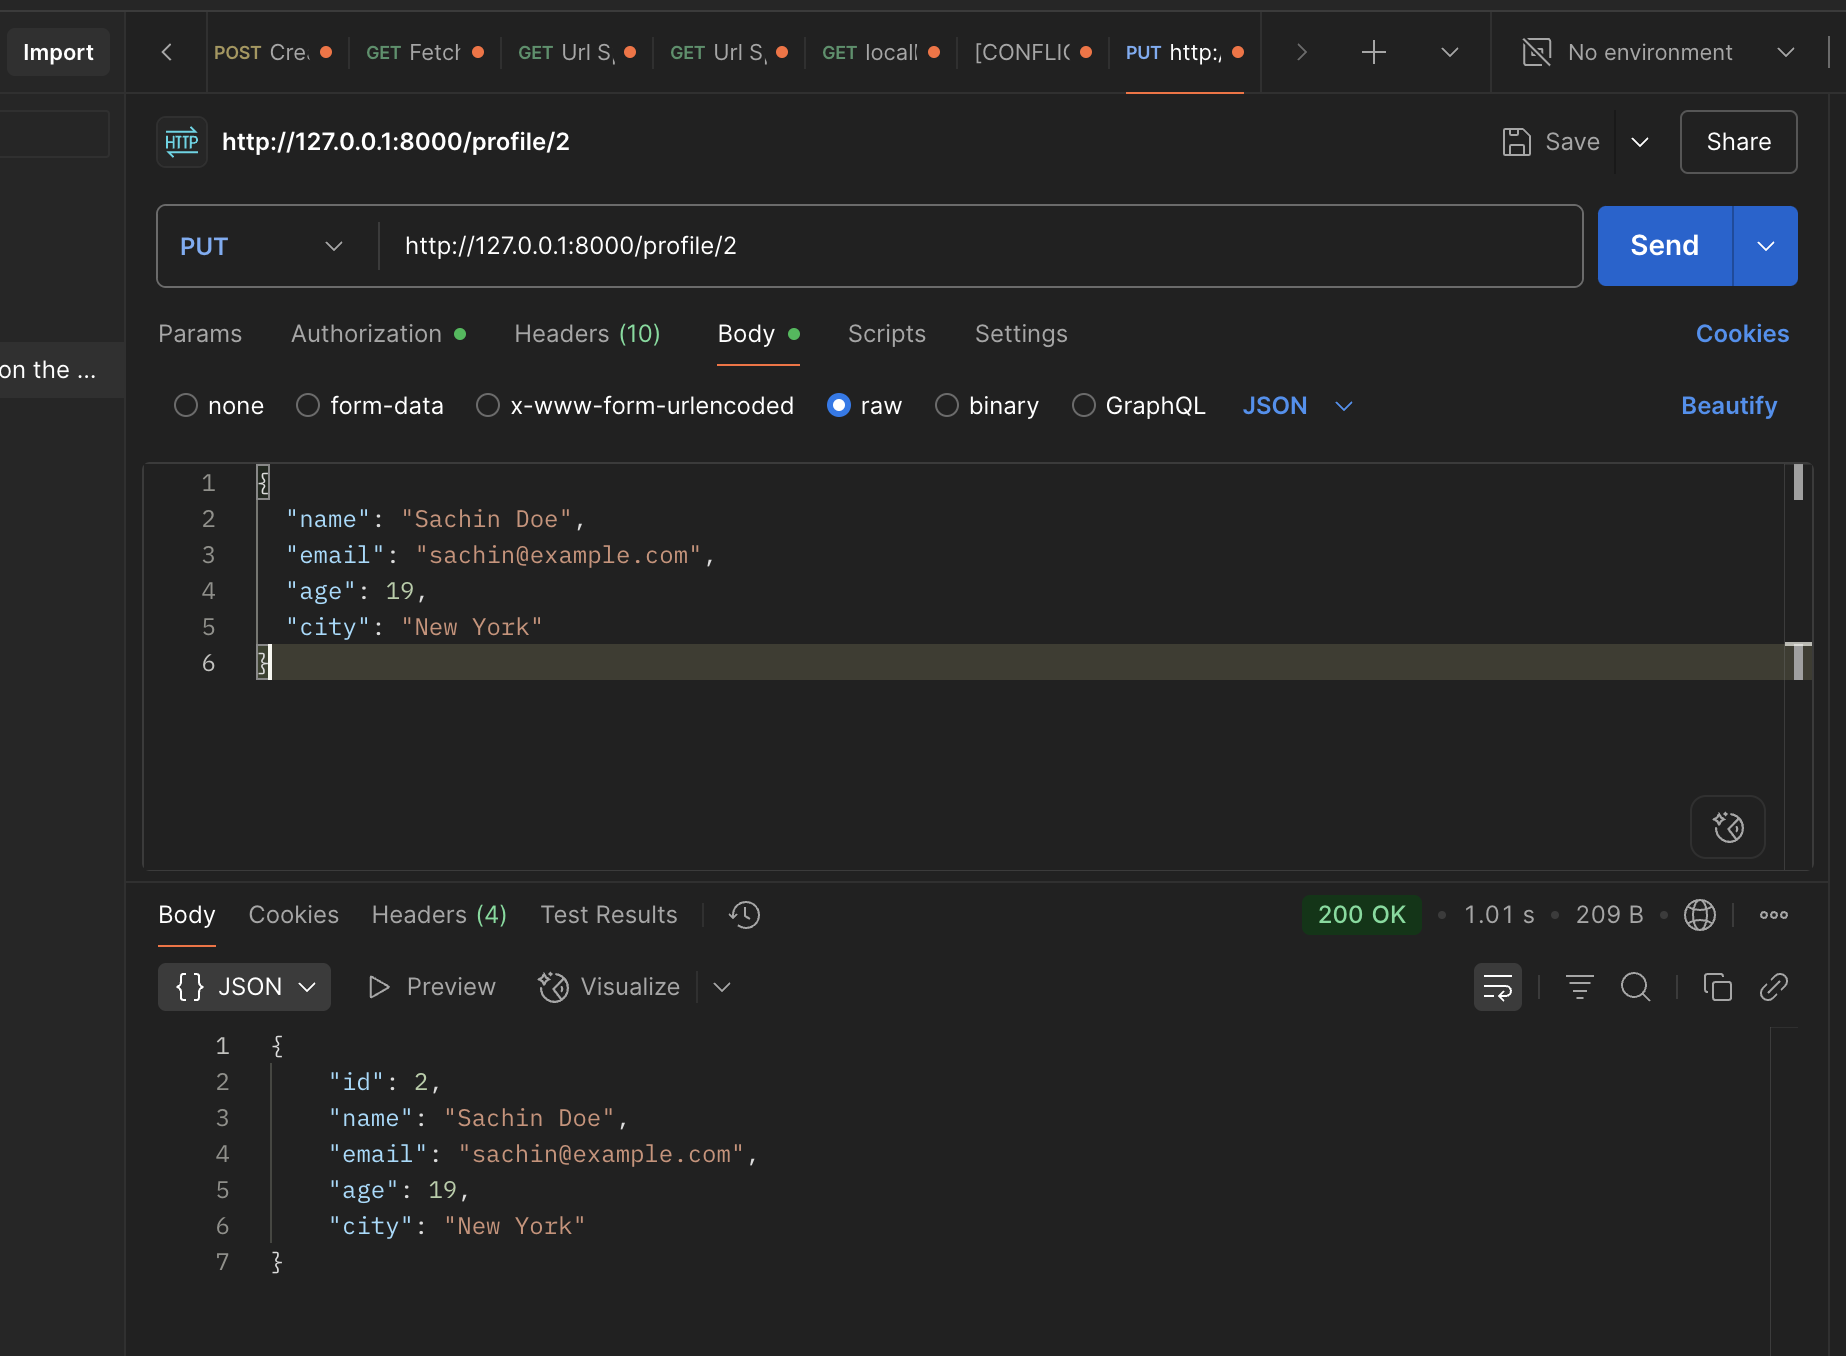 Import
POST Cre
GET Fetch
GET Url S
GET Url S
GET locall
[CONFLIC
PUT http:/
No environment
HTTP
http://127.0.0.1:8000/profile/2
Save
Share
PUT
http://127.0.0.1:8000/profile/2
Send
Params
Authorization
Headers (10)
Body
Scripts
Settings
Cookies
on the ...
none
form-data
x-www-form-urlencoded
raw
binary
GraphQL
JSON
Beautify
1 {
2 "name": "Sachin Doe",
3 "email": "sachin@example.com",
4 "age": 19,
5 "city": "New York"
6 }
Body
Cookies
Headers (4)
Test Results
200 OK
1.01 s
209 B
{} JSON
Preview
Visualize
1 {
2 "id": 2,
3 "name": "Sachin Doe",
4 "email": "sachin@example.com",
5 "age": 19,
6 "city": "New York"
7 }